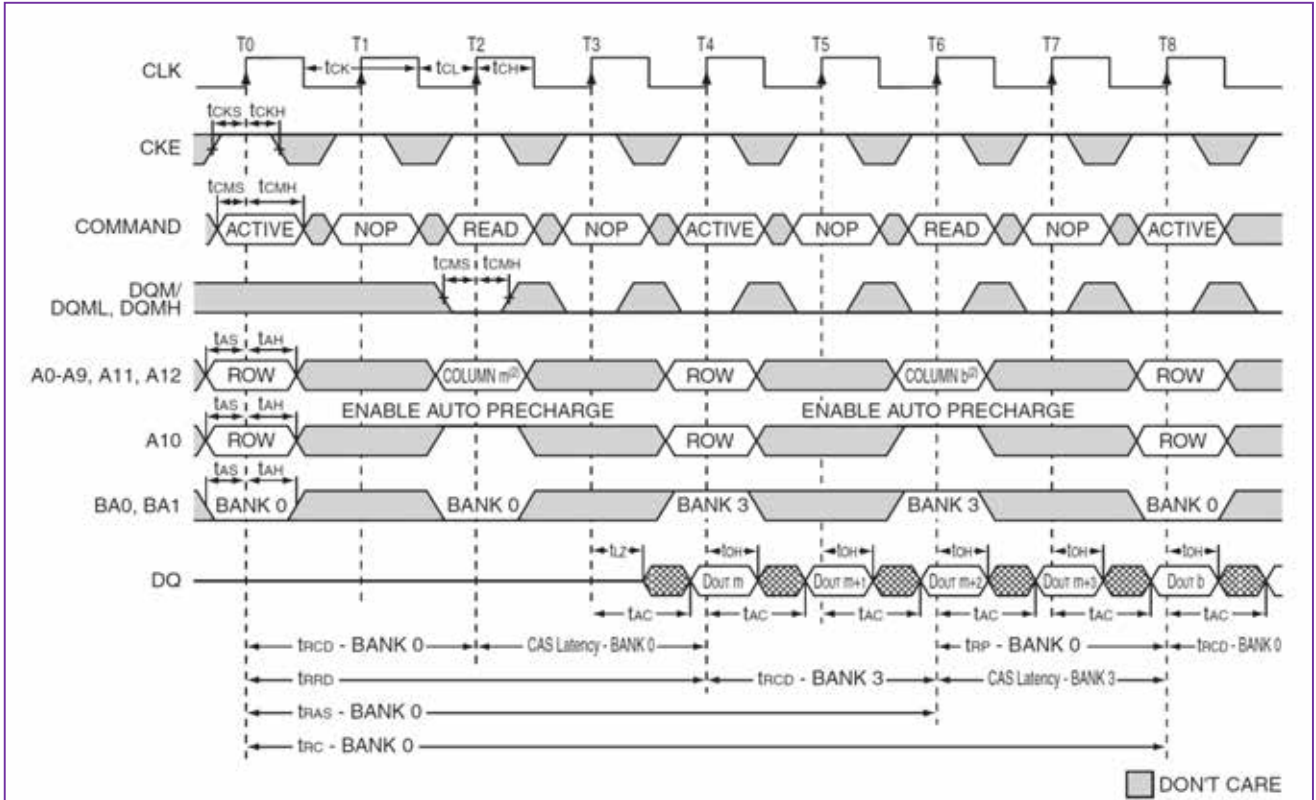 T0 T1 T2 T3 T4 T5 T6 T7 T8
CLK
tCK tCL tCH
tCKS tCKH
CKE
tCMS tCMH
COMMAND ACTIVE NOP READ NOP ACTIVE NOP READ NOP ACTIVE
tCMS tCMH
DQM/
DQML, DQMH
tAS tAH
A0-A9, A11, A12 ROW COLUMN m(2) ROW COLUMN b(2) ROW
tAS tAH ENABLE AUTO PRECHARGE ENABLE AUTO PRECHARGE
A10 ROW ROW ROW
tAS tAH
BA0, BA1 BANK 0 BANK 0 BANK 3 BANK 3 BANK 0
tLZ tOH tOH tOH tOH tOH
DQ DOUT m DOUT m+1 DOUT m+2 DOUT m+3 DOUT b
tAC tAC tAC tAC tAC tAC
tRCD - BANK 0 CAS Latency - BANK 0 tRP - BANK 0 tRCD - BANK 0
tRRD tRCD - BANK 3 CAS Latency - BANK 3
tRAS - BANK 0
tRC - BANK 0
DON'T CARE